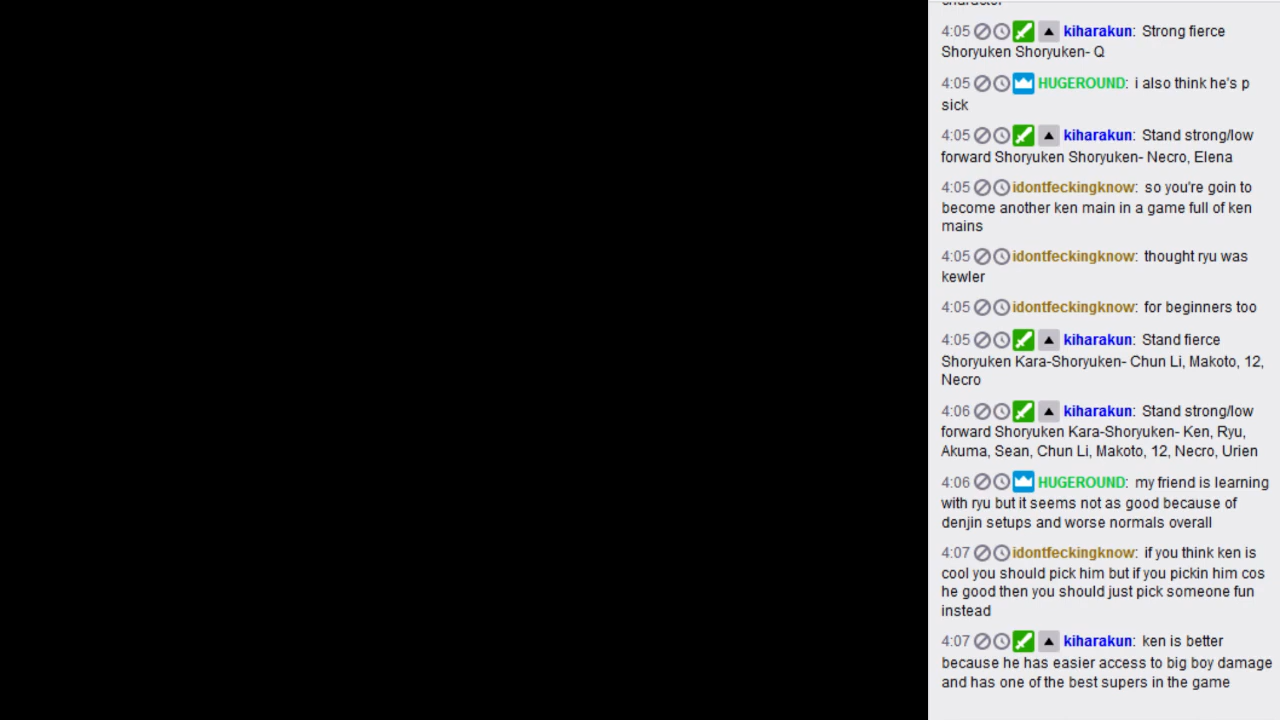 4:05 kiharakun: Strong fierce
Shoryuken Shoryuken- Q
4:05 HUGEROUND: i also think he's p
sick
4:05 kiharakun: Stand strong/low
forward Shoryuken Shoryuken- Necro, Elena
4:05 idontfeckingknow: so you're goin to
become another ken main in a game full of ken
mains
4:05 idontfeckingknow: thought ryu was
kewler
4:05 idontfeckingknow: for beginners too
4:05 kiharakun: Stand fierce
Shoryuken Kara-Shoryuken- Chun Li, Makoto, 12,
Necro
4:06 kiharakun: Stand strong/low
forward Shoryuken Kara-Shoryuken- Ken, Ryu,
Akuma, Sean, Chun Li, Makoto, 12, Necro, Urien
4:06 HUGEROUND: my friend is learning
with ryu but it seems not as good because of
denjin setups and worse normals overall
4:07 idontfeckingknow: if you think ken is
cool you should pick him but if you pickin him cos
he good then you should just pick someone fun
instead
4:07 kiharakun: ken is better
because he has easier access to big boy damage
and has one of the best supers in the game